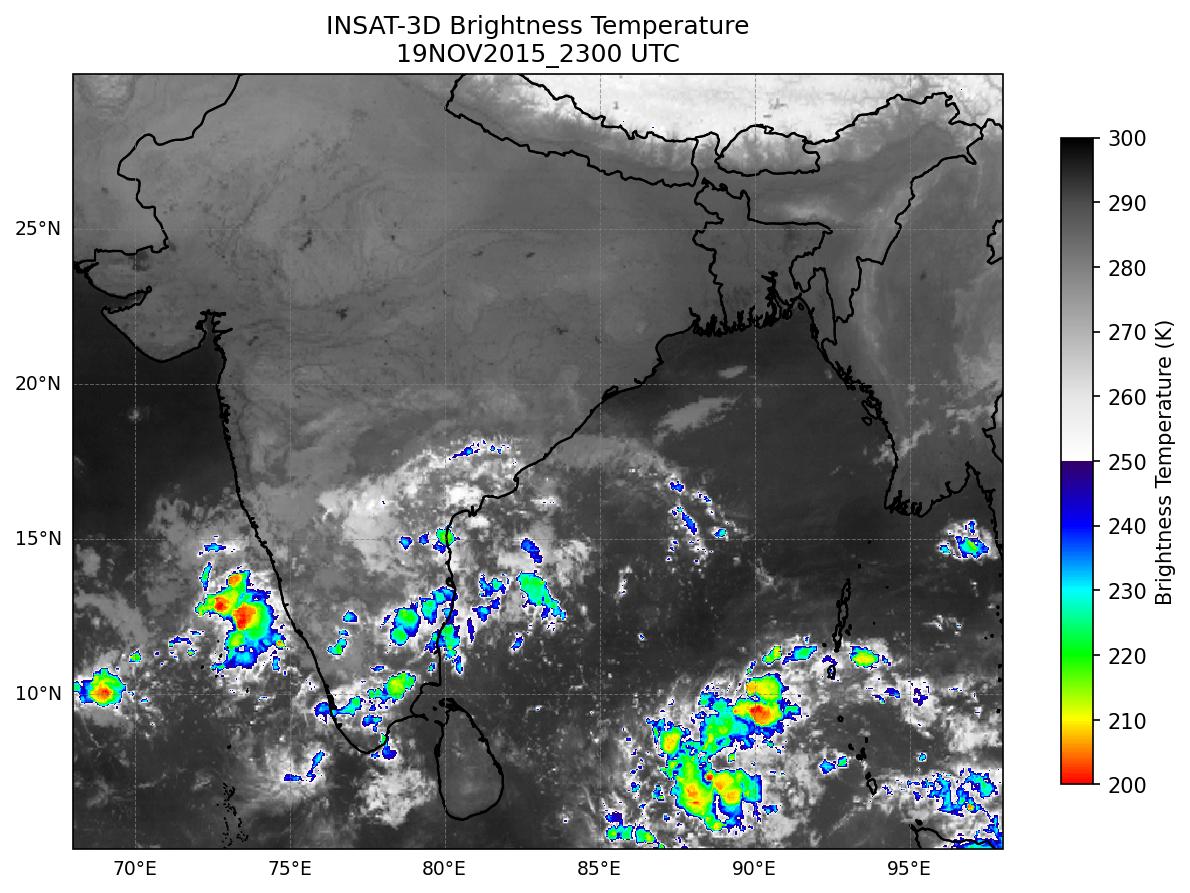 INSAT-3D Brightness Temperature
19NOV2015_2300 UTC
25°N
20°N
15°N
10°N
70°E
75°E
80°E
85°E
90°E
95°E
300
290
280
270
260
250
240
230
220
210
200
Brightness Temperature (K)